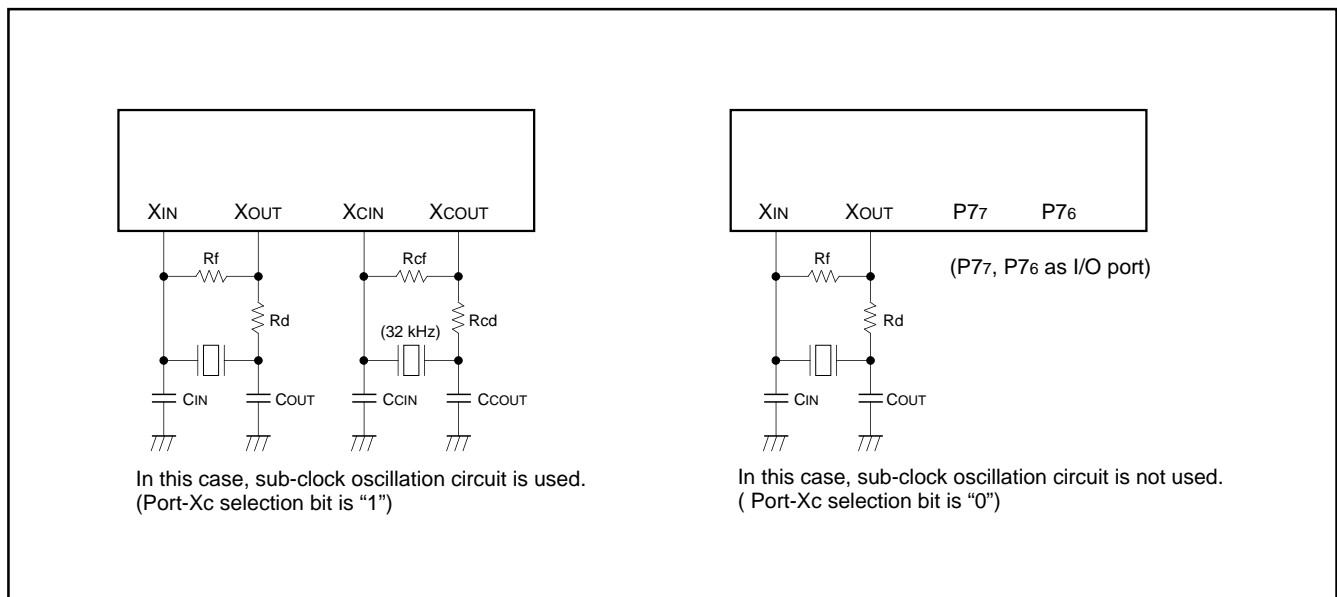 XIN XOUT XCIN XCOUT
Rf Rcf
Rd (32 kHz) Rcd
CIN COUT CCIN CCOUT
In this case, sub-clock oscillation circuit is used.
(Port-Xc selection bit is “1”)
XIN XOUT P77 P76
Rf (P77, P76 as I/O port)
Rd
CIN COUT
In this case, sub-clock oscillation circuit is not used.
( Port-Xc selection bit is “0”)